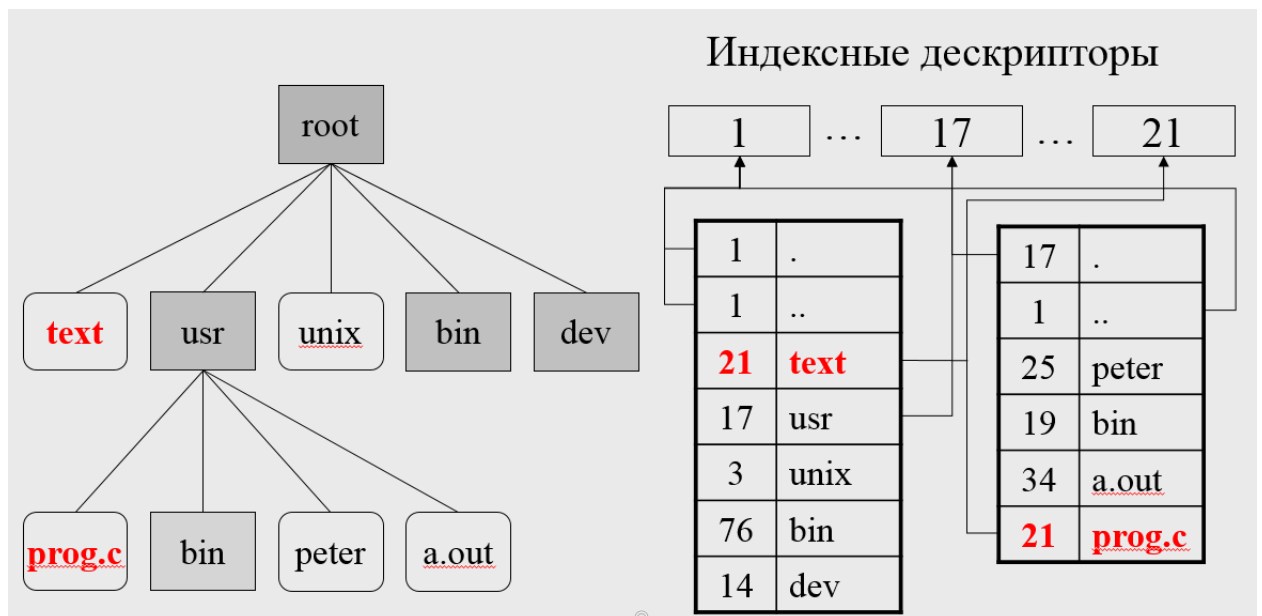 Индексные дескрипторы
root
text usr unix bin dev
prog.c bin peter a.out
1 … 17 … 21
1 .
1 ..
21 text
17 usr
3 unix
76 bin
14 dev
17 .
1 ..
25 peter
19 bin
34 a.out
21 prog.c